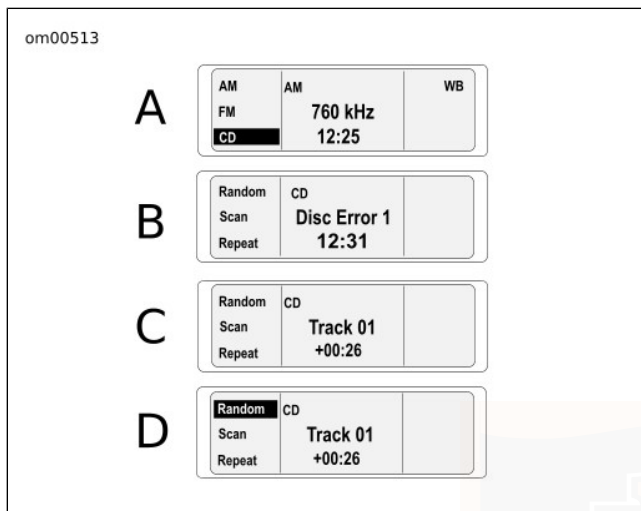 om00513
A
AM AM WB
FM 760 kHz
CD 12:25
B
Random CD
Scan Disc Error 1
Repeat 12:31
C
Random CD
Scan Track 01
Repeat +00:26
D
Random CD
Scan Track 01
Repeat +00:26